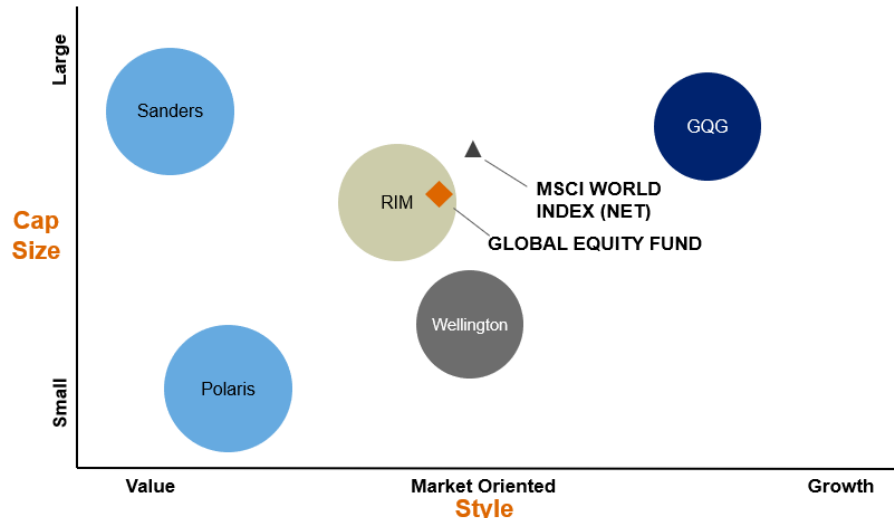 Large
Sanders
GQG
MSCI WORLD
INDEX (NET)
RIM
Cap
Size
GLOBAL EQUITY FUND
Wellington
Polaris
Small
Value
Market Oriented
Growth
Style